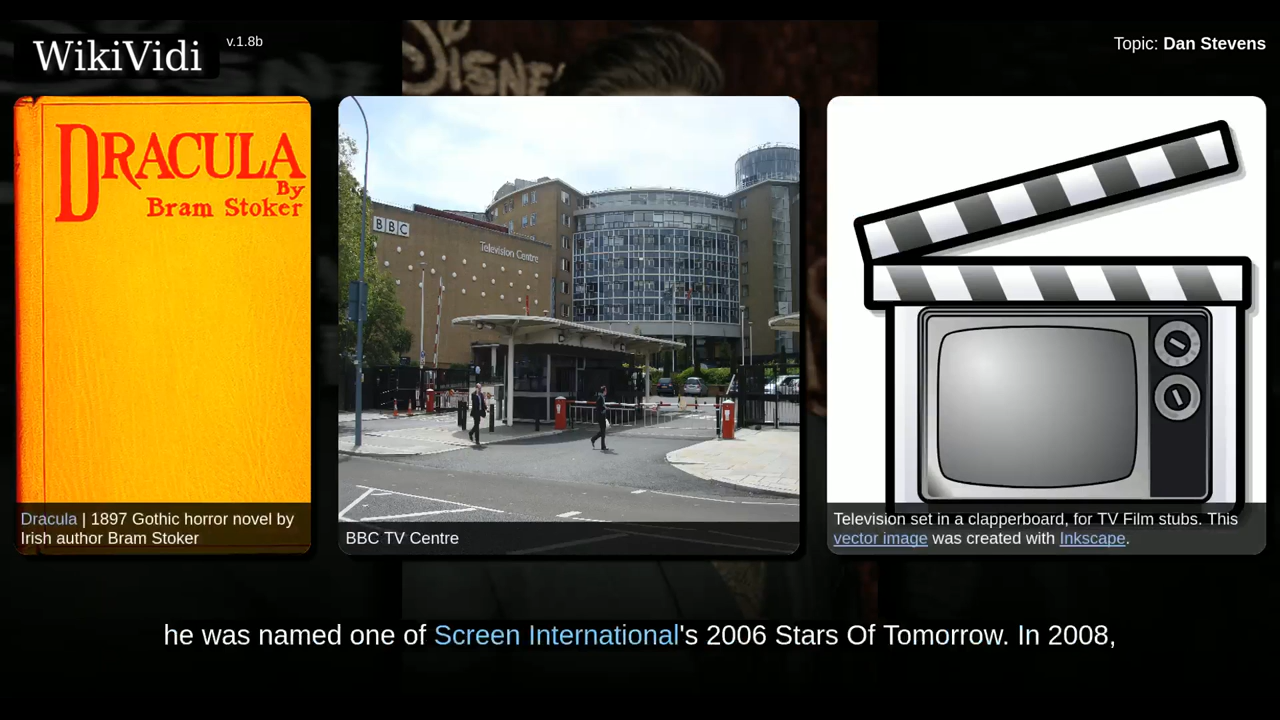 WikiVidi
v.1.8b
Topic: Dan Stevens
DISNE
DRACULA
By
Bram Stoker
BBC
Television Centre
Dracula | 1897 Gothic horror novel by
Irish author Bram Stoker
BBC TV Centre
Television set in a clapperboard, for TV Film stubs. This
vector image was created with Inkscape.
he was named one of Screen International's 2006 Stars Of Tomorrow. In 2008,